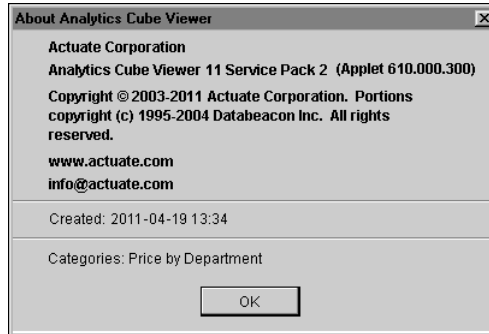 About Analytics Cube Viewer
Actuate Corporation
Analytics Cube Viewer 11 Service Pack 2 (Applet 610.000.300)
Copyright © 2003-2011 Actuate Corporation. Portions
copyright (c) 1995-2004 Databeacon Inc. All rights
reserved.
www.actuate.com
info@actuate.com
Created: 2011-04-19 13:34
Categories: Price by Department
OK